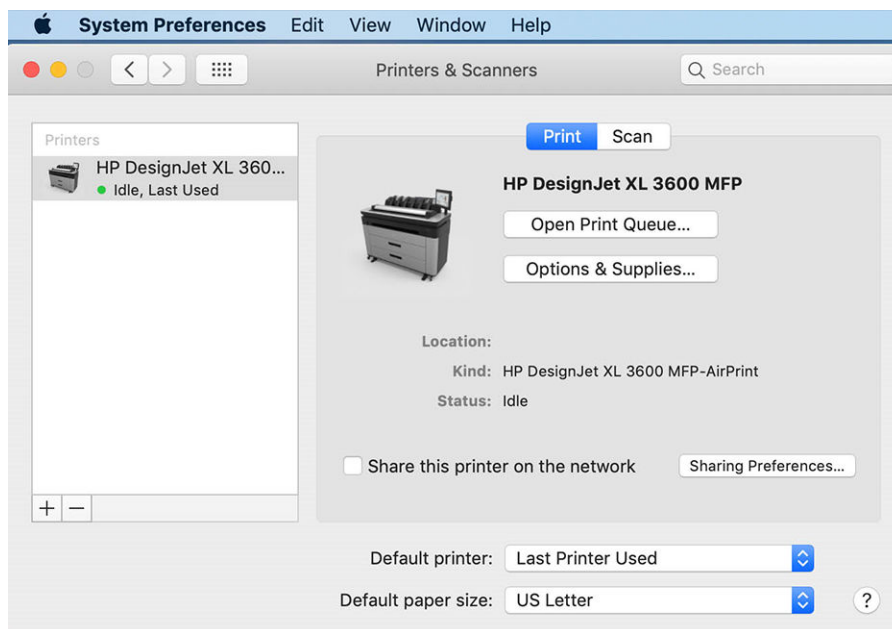 System Preferences Edit View Window Help
Printers & Scanners
Search
Printers
HP DesignJet XL 360...
Idle, Last Used
Print Scan
HP DesignJet XL 3600 MFP
Open Print Queue...
Options & Supplies...
Location:
Kind: HP DesignJet XL 3600 MFP-AirPrint
Status: Idle
Share this printer on the network
Sharing Preferences...
+ −
Default printer: Last Printer Used
Default paper size: US Letter
?